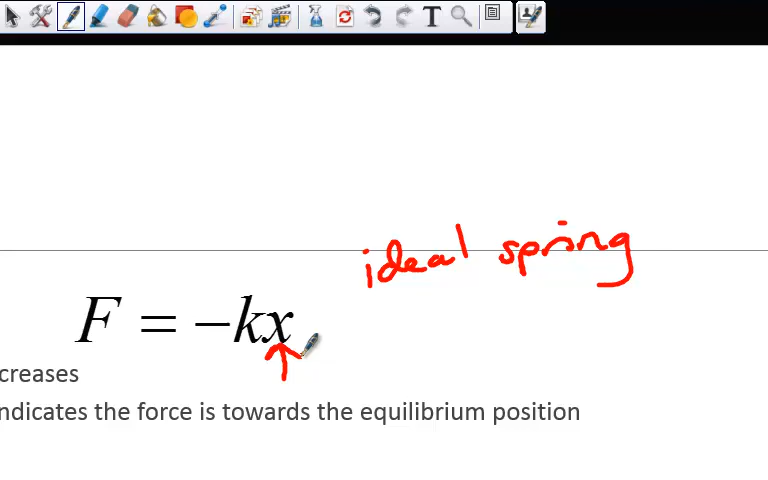 ideal spring
F = −kx
creases
ndicates the force is towards the equilibrium position